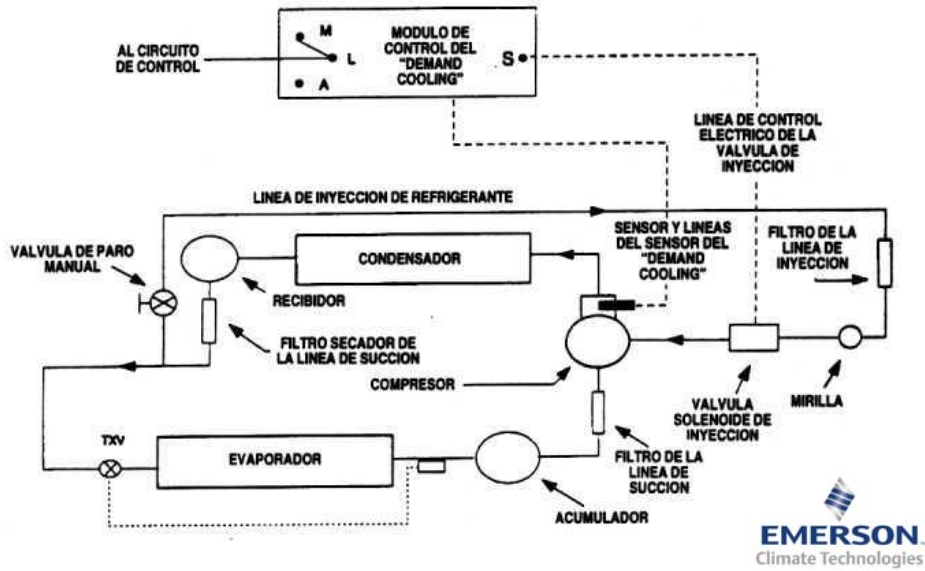 M
MODULO DE
CONTROL DEL
"DEMAND
COOLING"
AL CIRCUITO
DE CONTROL
L
S
A
LINEA DE CONTROL
ELECTRICO DE LA
VALVULA DE
INYECCION
LINEA DE INYECCION DE REFRIGERANTE
VALVULA DE PARO
MANUAL
CONDENSADOR
SENSOR Y LINEAS
DEL SENSOR DEL
"DEMAND
COOLING"
FILTRO DE LA
LINEA DE
INYECCION
RECIBIDOR
FILTRO SECADOR DE
LA LINEA DE SUCCION
COMPRESOR
VALVULA
SOLENOIDE DE
INYECCION
MIRILLA
TXV
EVAPORADOR
FILTRO DE LA
LINEA DE
SUCCION
ACUMULADOR
EMERSON
Climate Technologies